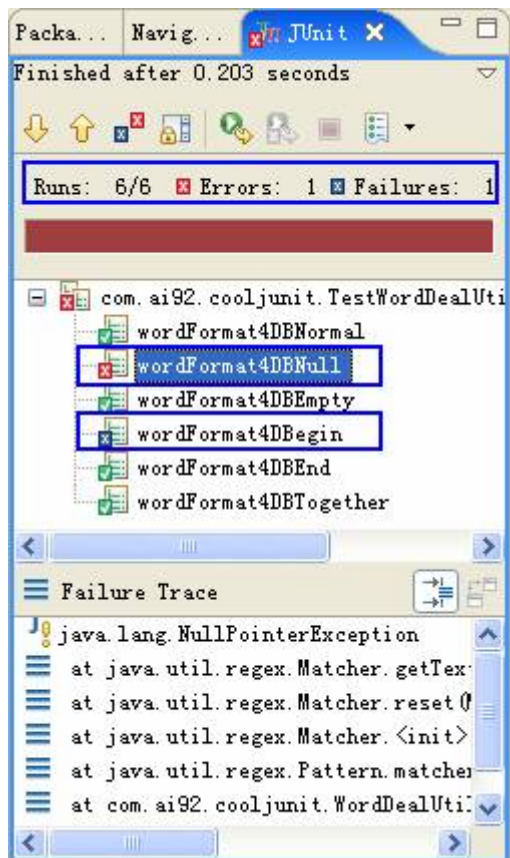 Packa... Navig... JUnit
Finished after 0.203 seconds
Runs: 6/6 Errors: 1 Failures: 1
com.ai92.cooljunit.TestWordDealUti
wordFormat4DBNormal
wordFormat4DBNull
wordFormat4DBEmpty
wordFormat4DBegin
wordFormat4DBEnd
wordFormat4DBTogether
Failure Trace
java.lang.NullPointerException
at java.util.regex.Matcher.getTex
at java.util.regex.Matcher.reset(M
at java.util.regex.Matcher.<init>
at java.util.regex.Pattern.matcher
at com.ai92.cooljunit.WordDealUti